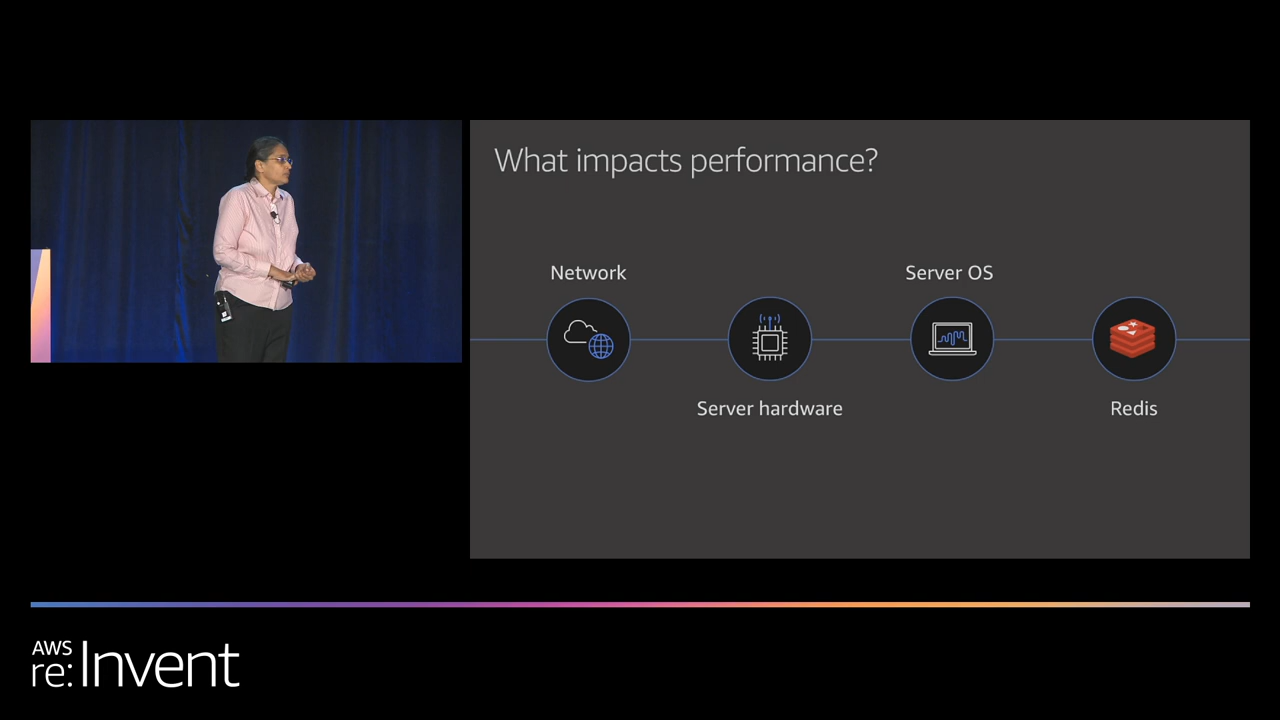 What impacts performance?
Network
Server OS
Server hardware
Redis
AWS
re:Invent